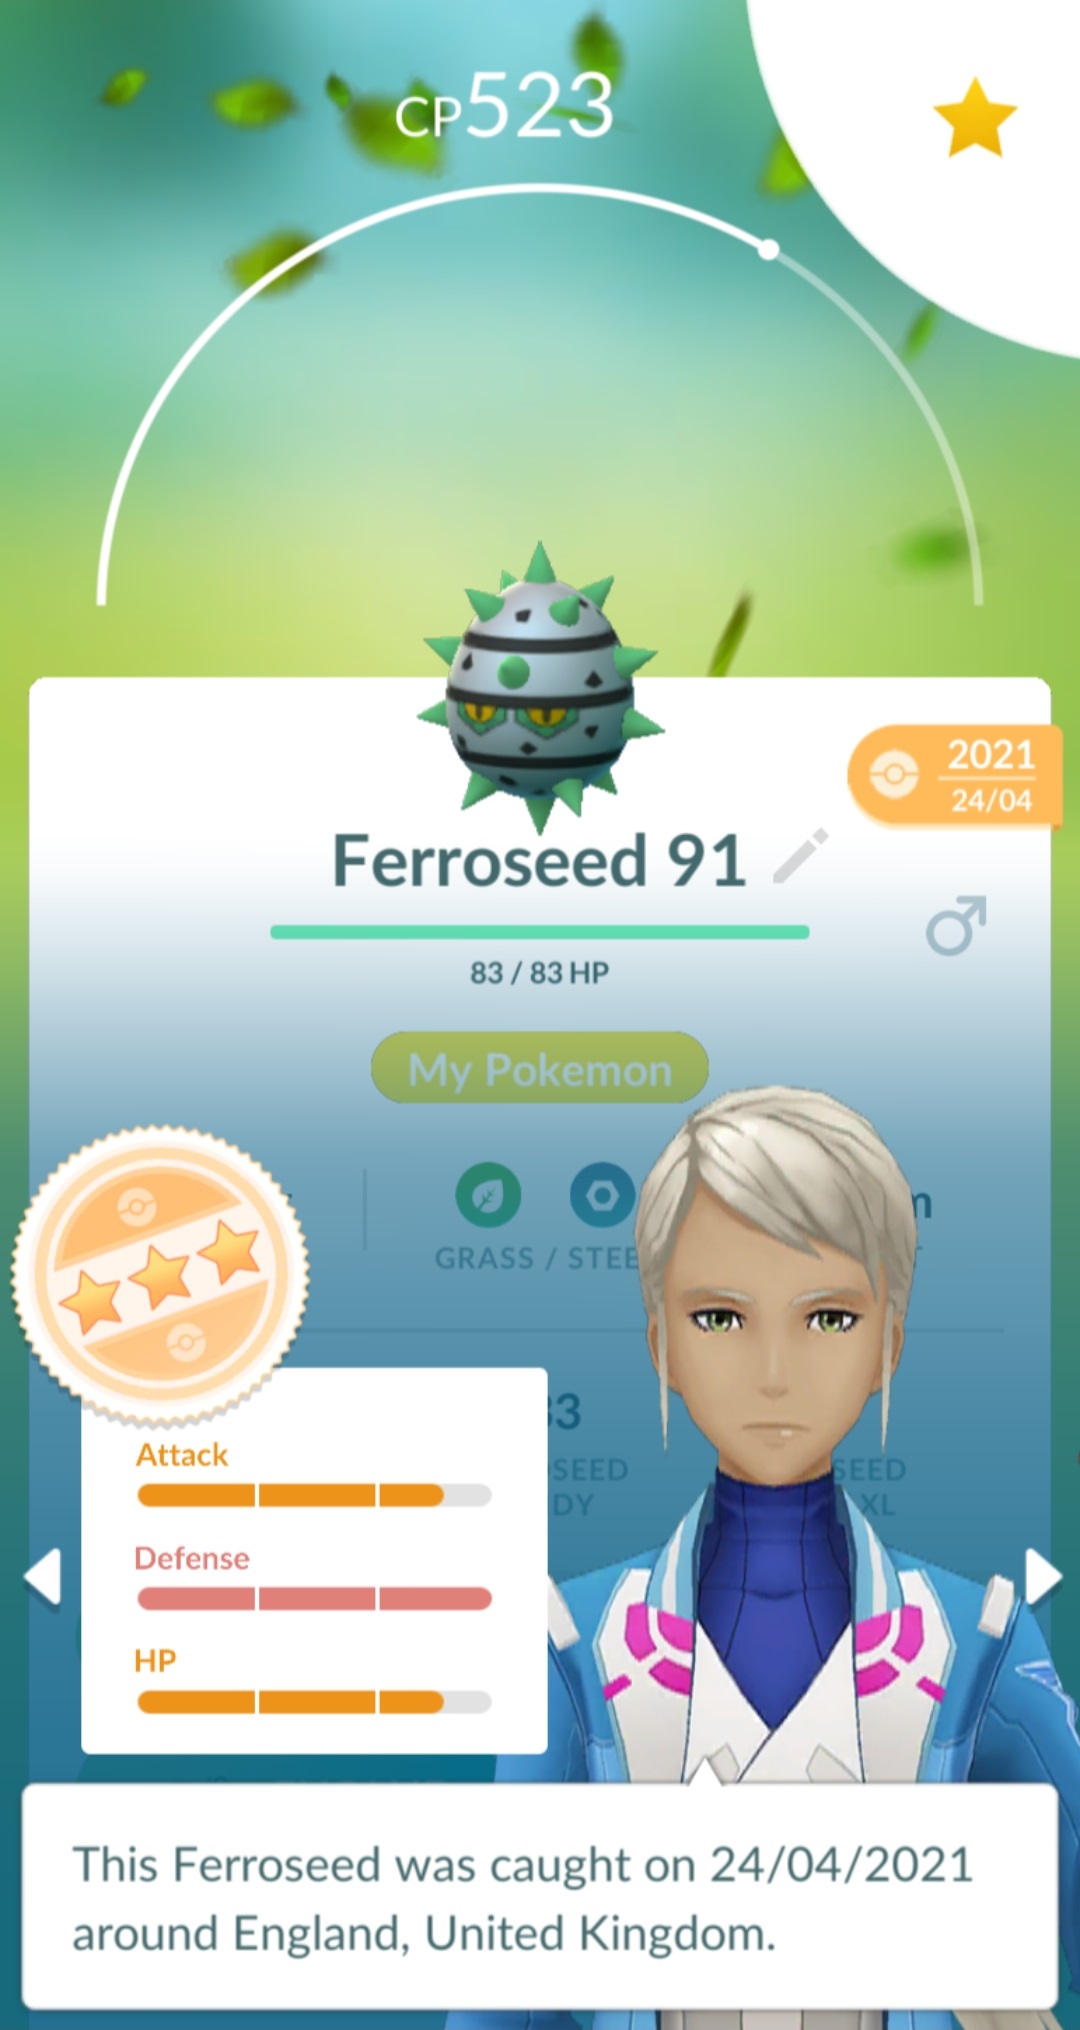 CP523
2021
24/04
Ferroseed 91
83 / 83 HP
My Pokemon
GRASS / STEE
33
SEED
SEED
DY
XL
Attack
Defense
HP
This Ferroseed was caught on 24/04/2021
around England, United Kingdom.